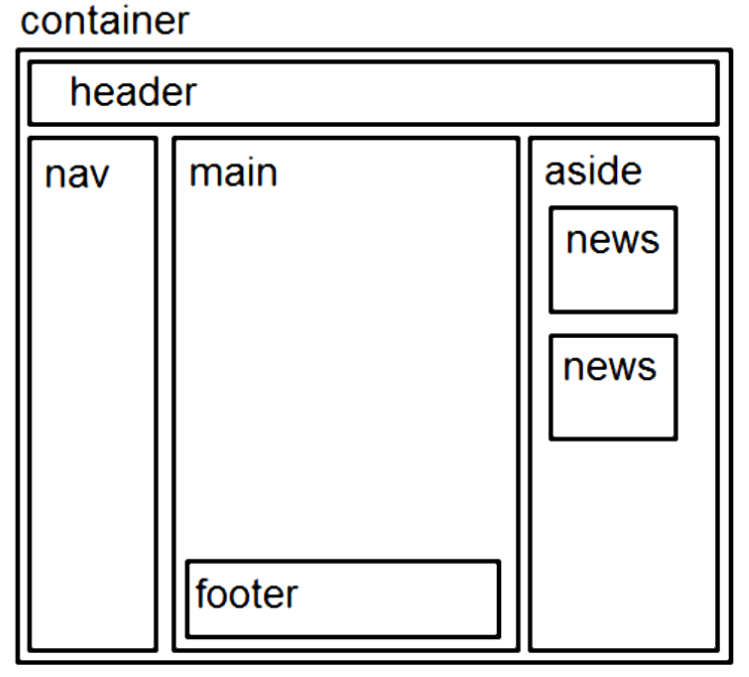 container
header
nav
main
aside
news
news
footer